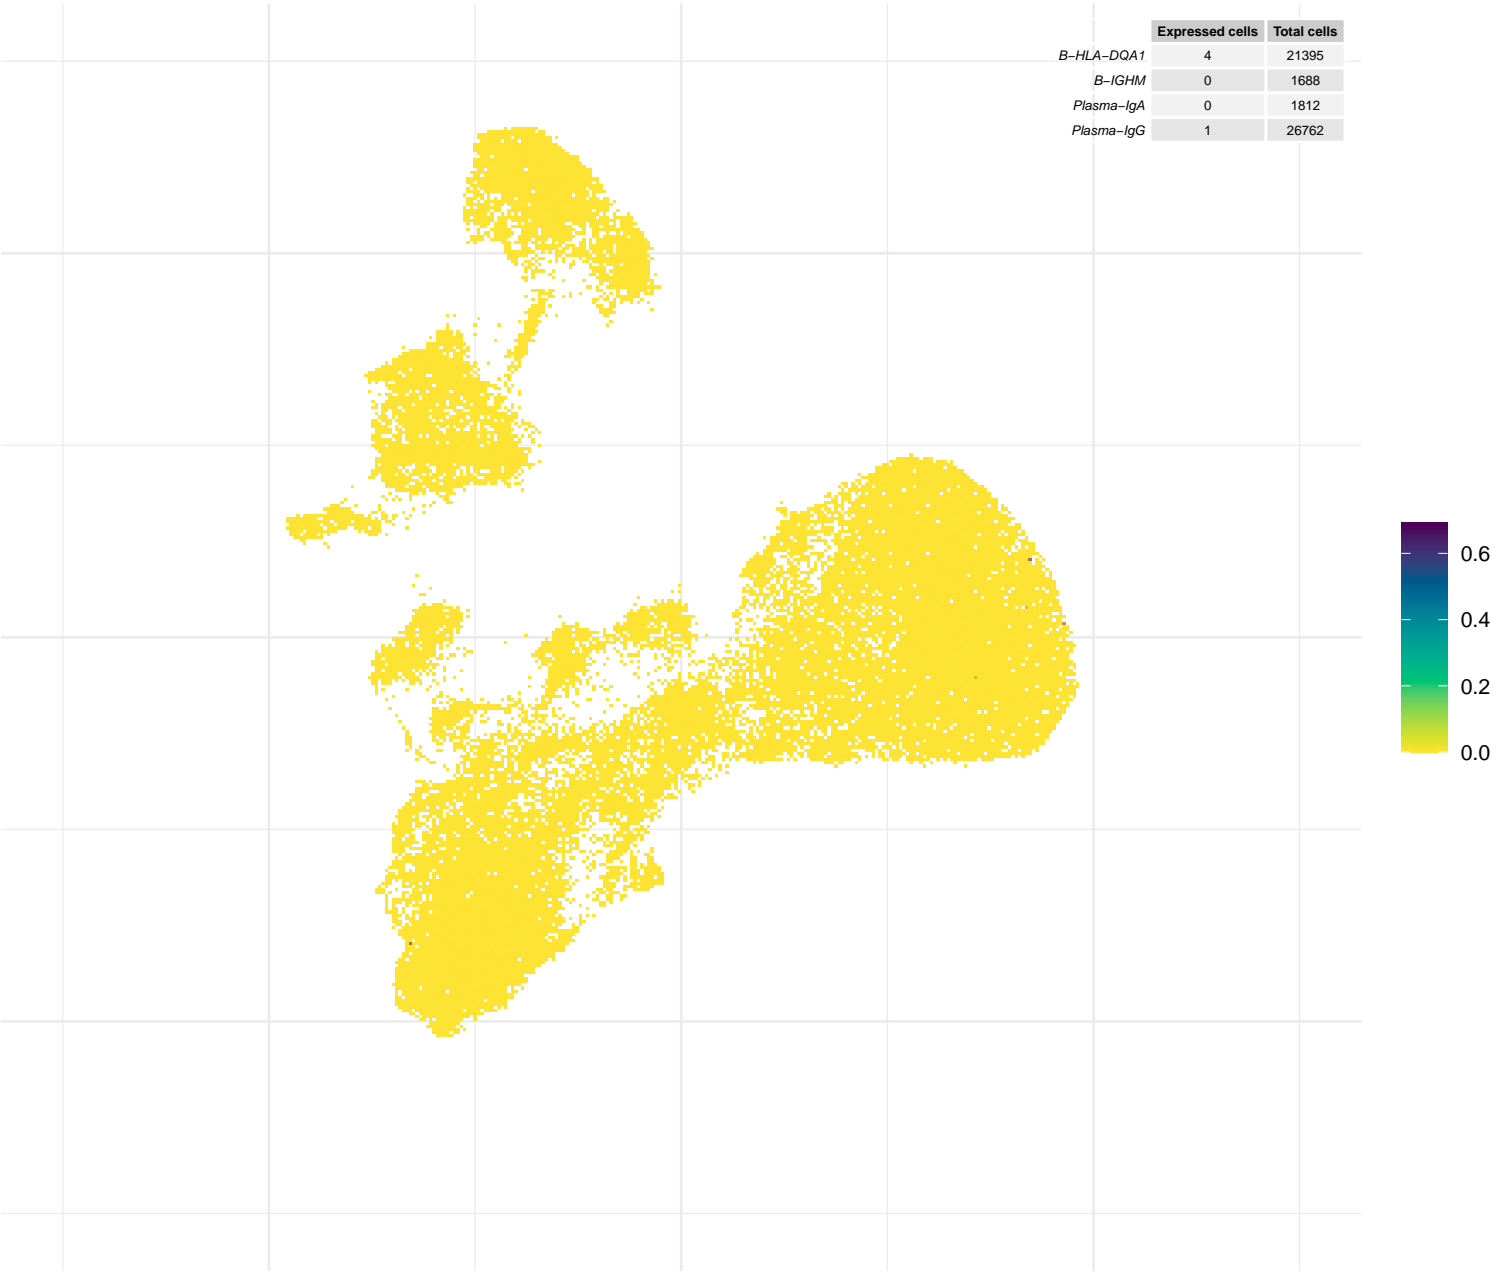 Expressed cells Total cells
B−HLA−DQA1 4 21395
B−IGHM 0 1688
Plasma−IgA 0 1812
Plasma−IgG 1 26762
0.6
0.4
0.2
0.0